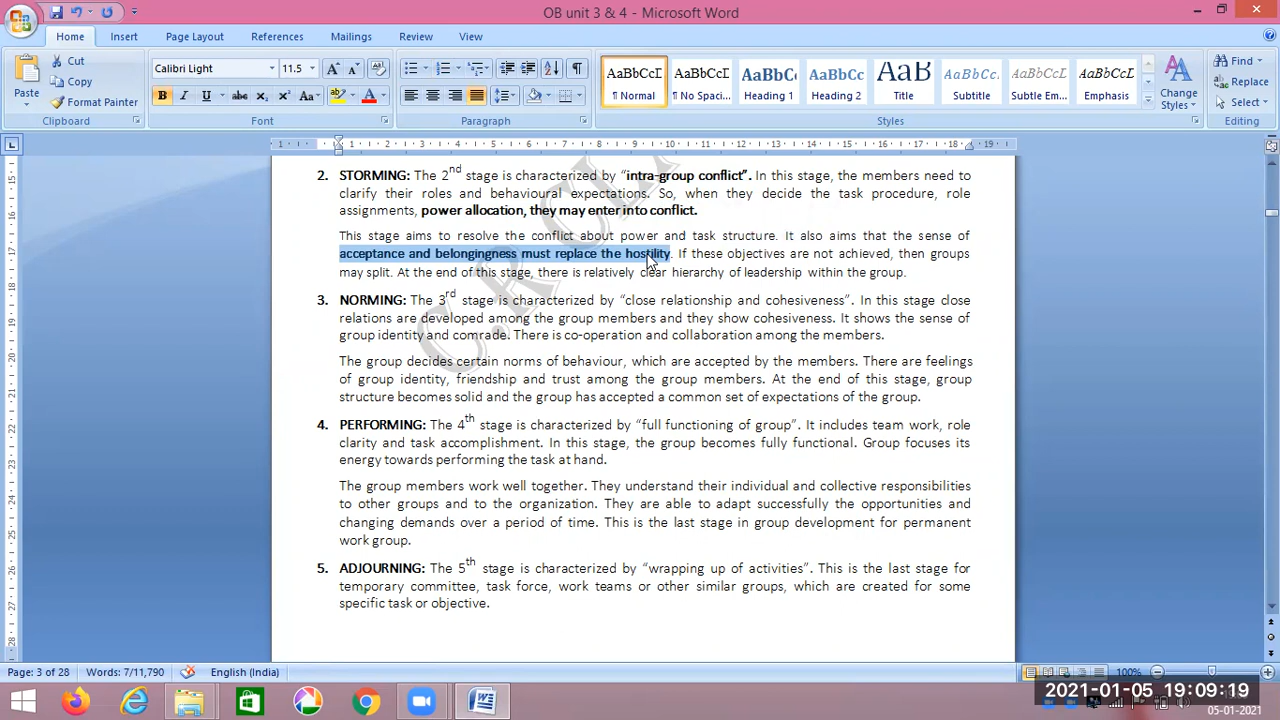 OB unit 3 & 4 - Microsoft Word
Home Insert Page Layout References Mailings Review View
Cut
Copy
Format Painter
Paste
Clipboard
Calibri Light 11.5
Font
Paragraph
AaBbCcL AaBbCcL AaBbCc AaBbCc AaB AaBbCc. AaBbCcL AaBbCcL
¶ Normal ¶ No Spaci... Heading 1 Heading 2 Title Subtitle Subtle Em... Emphasis
Styles
Change Styles
Find
Replace
Select
Editing
2. STORMING: The 2nd stage is characterized by “intra-group conflict”. In this stage, the members need to
clarify their roles and behavioural expectations. So, when they decide the task procedure, role
assignments, power allocation, they may enter into conflict.
This stage aims to resolve the conflict about power and task structure. It also aims that the sense of
acceptance and belongingness must replace the hostility. If these objectives are not achieved, then groups
may split. At the end of this stage, there is relatively clear hierarchy of leadership within the group.
3. NORMING: The 3rd stage is characterized by “close relationship and cohesiveness”. In this stage close
relations are developed among the group members and they show cohesiveness. It shows the sense of
group identity and comrade. There is co-operation and collaboration among the members.
The group decides certain norms of behaviour, which are accepted by the members. There are feelings
of group identity, friendship and trust among the group members. At the end of this stage, group
structure becomes solid and the group has accepted a common set of expectations of the group.
4. PERFORMING: The 4th stage is characterized by “full functioning of group”. It includes team work, role
clarity and task accomplishment. In this stage, the group becomes fully functional. Group focuses its
energy towards performing the task at hand.
The group members work well together. They understand their individual and collective responsibilities
to other groups and to the organization. They are able to adapt successfully the opportunities and
changing demands over a period of time. This is the last stage in group development for permanent
work group.
5. ADJOURNING: The 5th stage is characterized by “wrapping up of activities”. This is the last stage for
temporary committee, task force, work teams or other similar groups, which are created for some
specific task or objective.
Page: 3 of 28 Words: 7/11,790 English (India) 100%
2021-01-05 19:09:19
05-01-2021